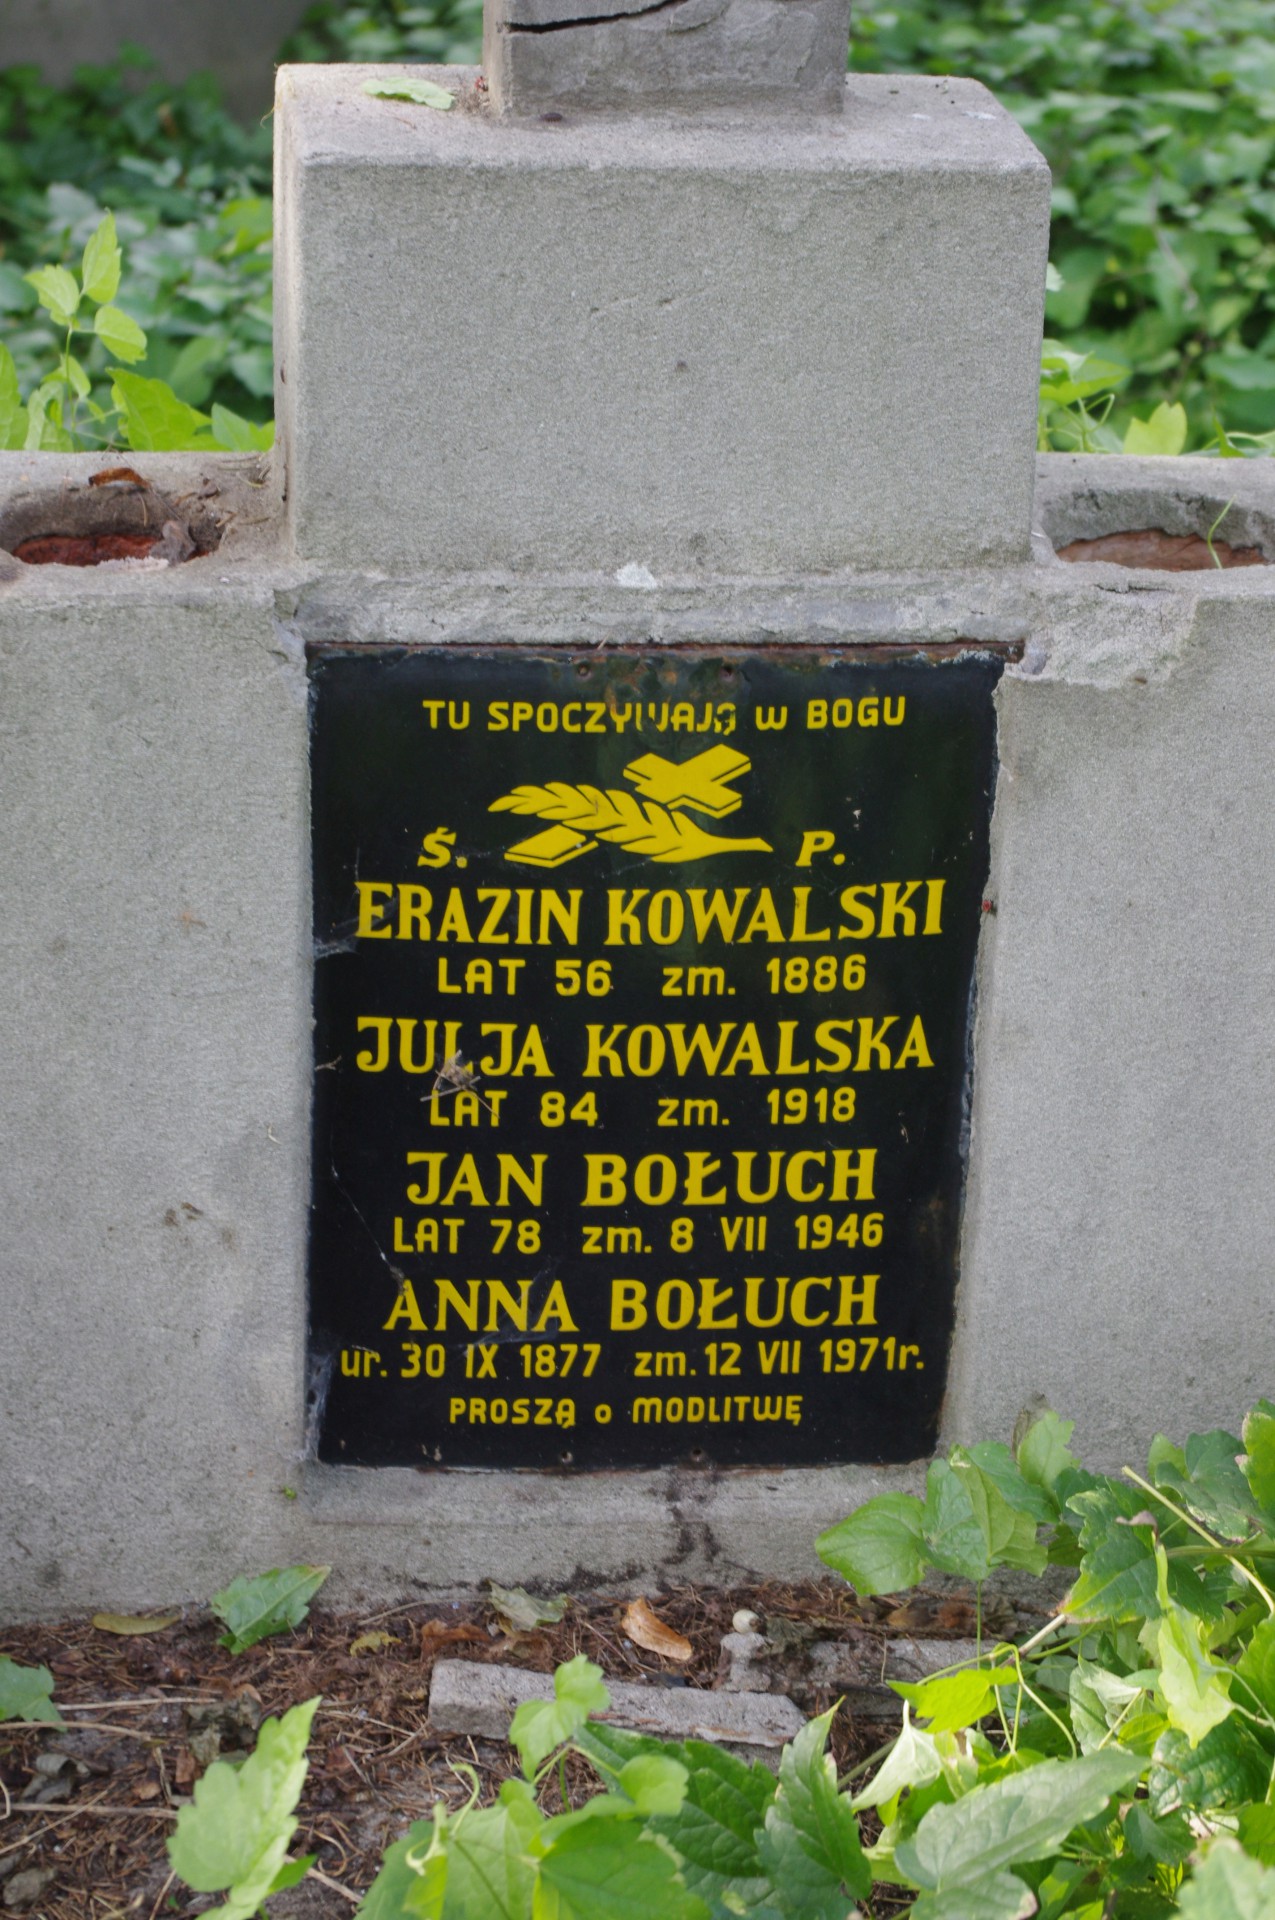 TU SPOCZYWAJĄ W BOGU
Ś. P.
ERAZIN KOWALSKI
LAT 56 zm. 1886
JULJA KOWALSKA
LAT 84 zm. 1918
JAN BOŁUCH
LAT 78 zm. 8 VII 1946
ANNA BOŁUCH
ur. 30 IX 1877 zm. 12 VII 1971r.
PROSZĄ o MODLITWĘ